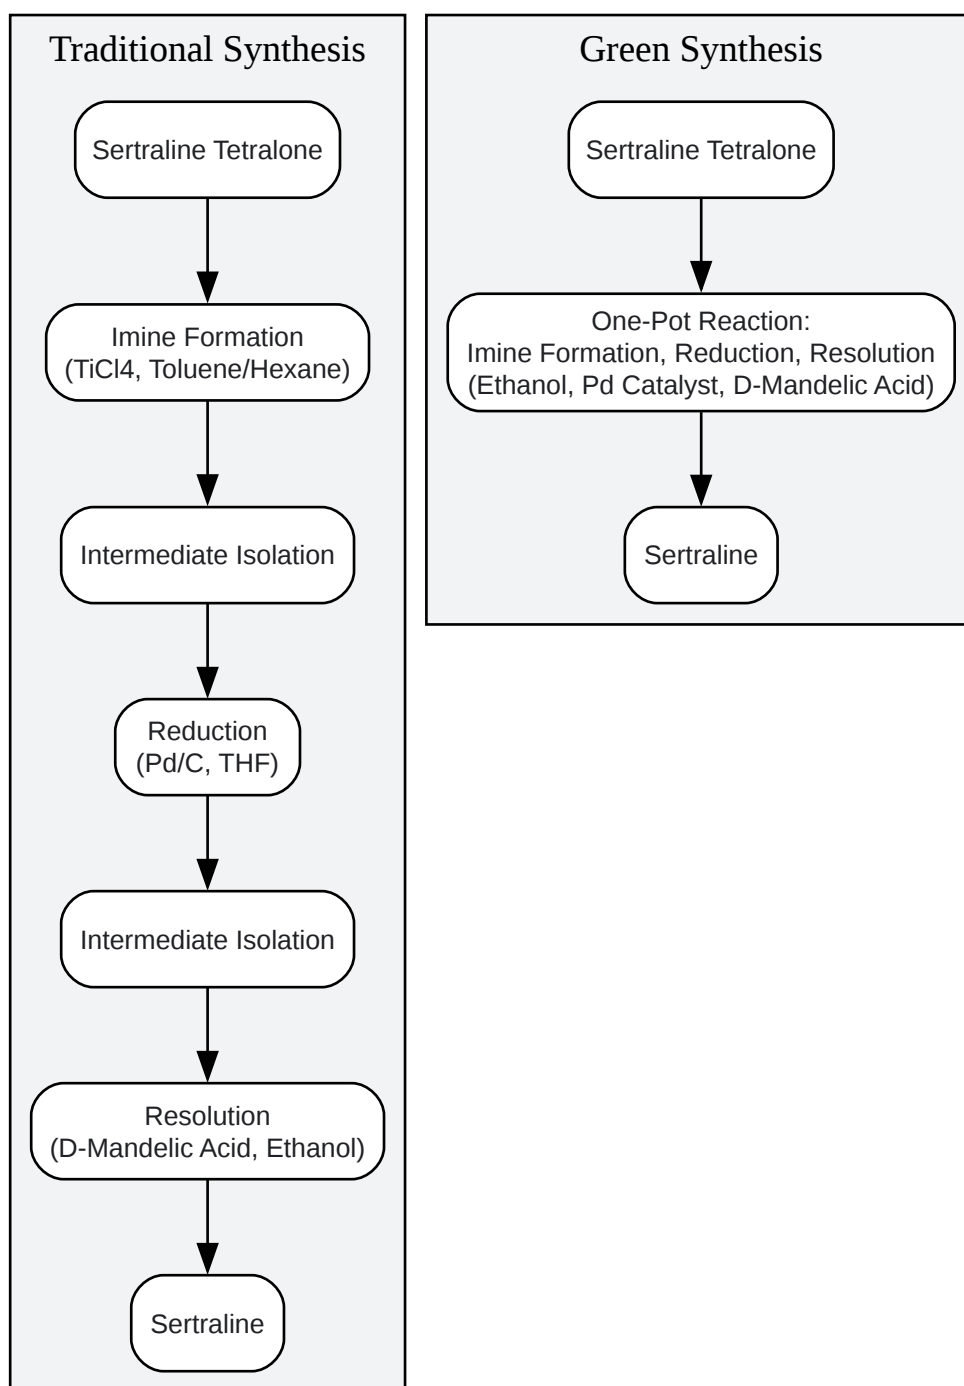 Traditional Synthesis
Sertraline Tetralone
Imine Formation
(TiCl4, Toluene/Hexane)
Intermediate Isolation
Reduction
(Pd/C, THF)
Intermediate Isolation
Resolution
(D-Mandelic Acid, Ethanol)
Sertraline
Green Synthesis
Sertraline Tetralone
One-Pot Reaction:
Imine Formation, Reduction, Resolution
(Ethanol, Pd Catalyst, D-Mandelic Acid)
Sertraline